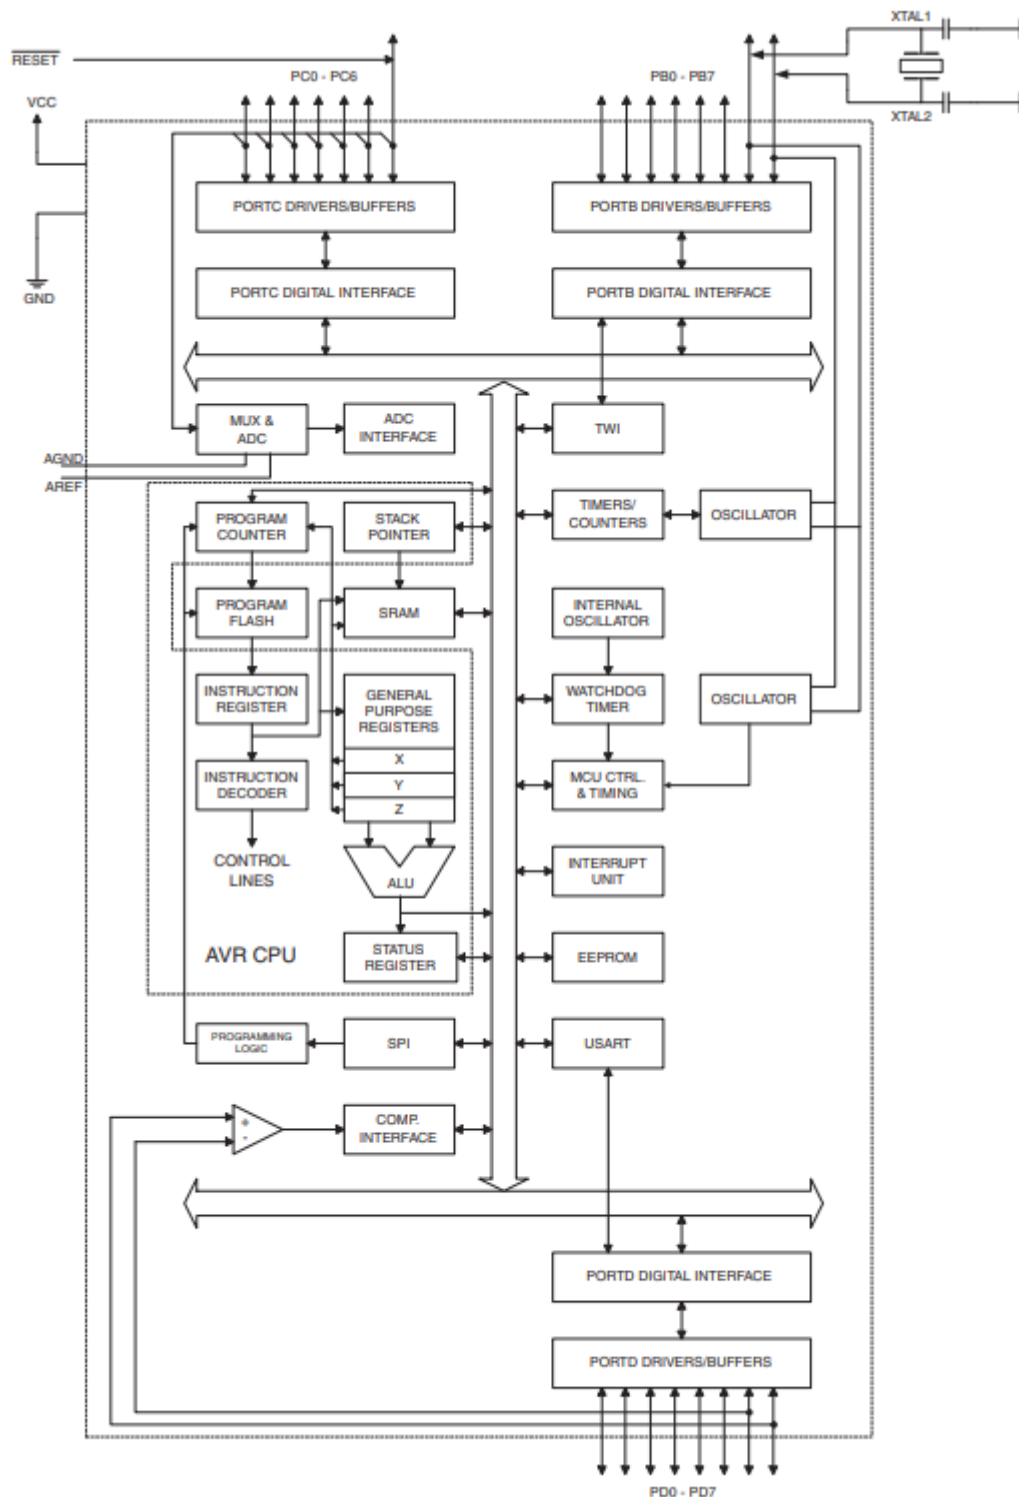 XTAL1
RESET
PC0 - PC6
PB0 - PB7
VCC
XTAL2
PORTC DRIVERS/BUFFERS
PORTB DRIVERS/BUFFERS
GND
PORTC DIGITAL INTERFACE
PORTB DIGITAL INTERFACE
MUX &
ADC
ADC
INTERFACE
TWI
AGND
AREF
PROGRAM
COUNTER
STACK
POINTER
TIMERS/
COUNTERS
OSCILLATOR
PROGRAM
FLASH
SRAM
INTERNAL
OSCILLATOR
INSTRUCTION
REGISTER
GENERAL
PURPOSE
REGISTERS
WATCHDOG
TIMER
OSCILLATOR
X
Y
Z
INSTRUCTION
DECODER
MCU CTRL.
& TIMING
CONTROL
LINES
ALU
INTERRUPT
UNIT
AVR CPU
STATUS
REGISTER
EEPROM
PROGRAMMING
LOGIC
SPI
USART
+
-
COMP.
INTERFACE
PORTD DIGITAL INTERFACE
PORTD DRIVERS/BUFFERS
PD0 - PD7